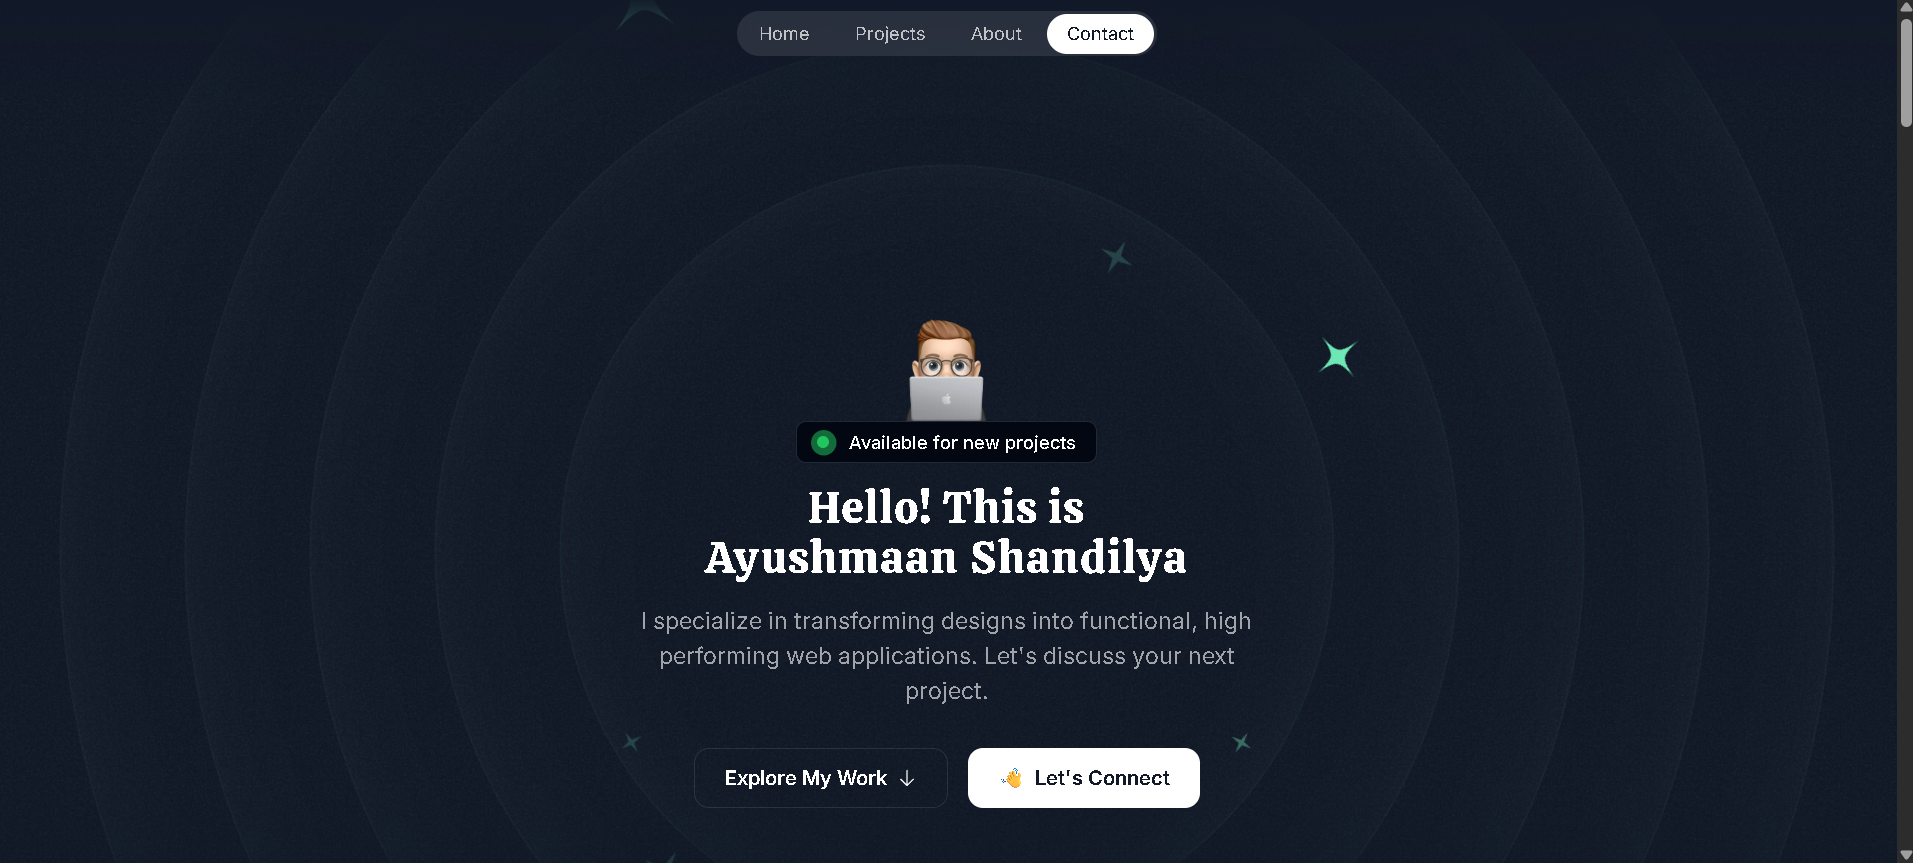 Home Projects About Contact
Available for new projects
Hello! This is
Ayushmaan Shandilya
I specialize in transforming designs into functional, high
performing web applications. Let's discuss your next
project.
Explore My Work ↓ 👋 Let's Connect